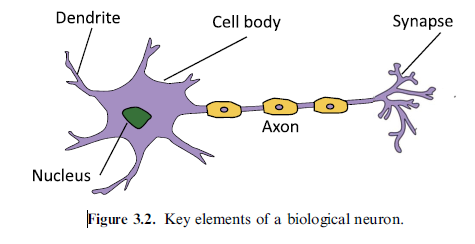 Dendrite
Cell body
Synapse
Axon
Nucleus
Figure 3.2. Key elements of a biological neuron.